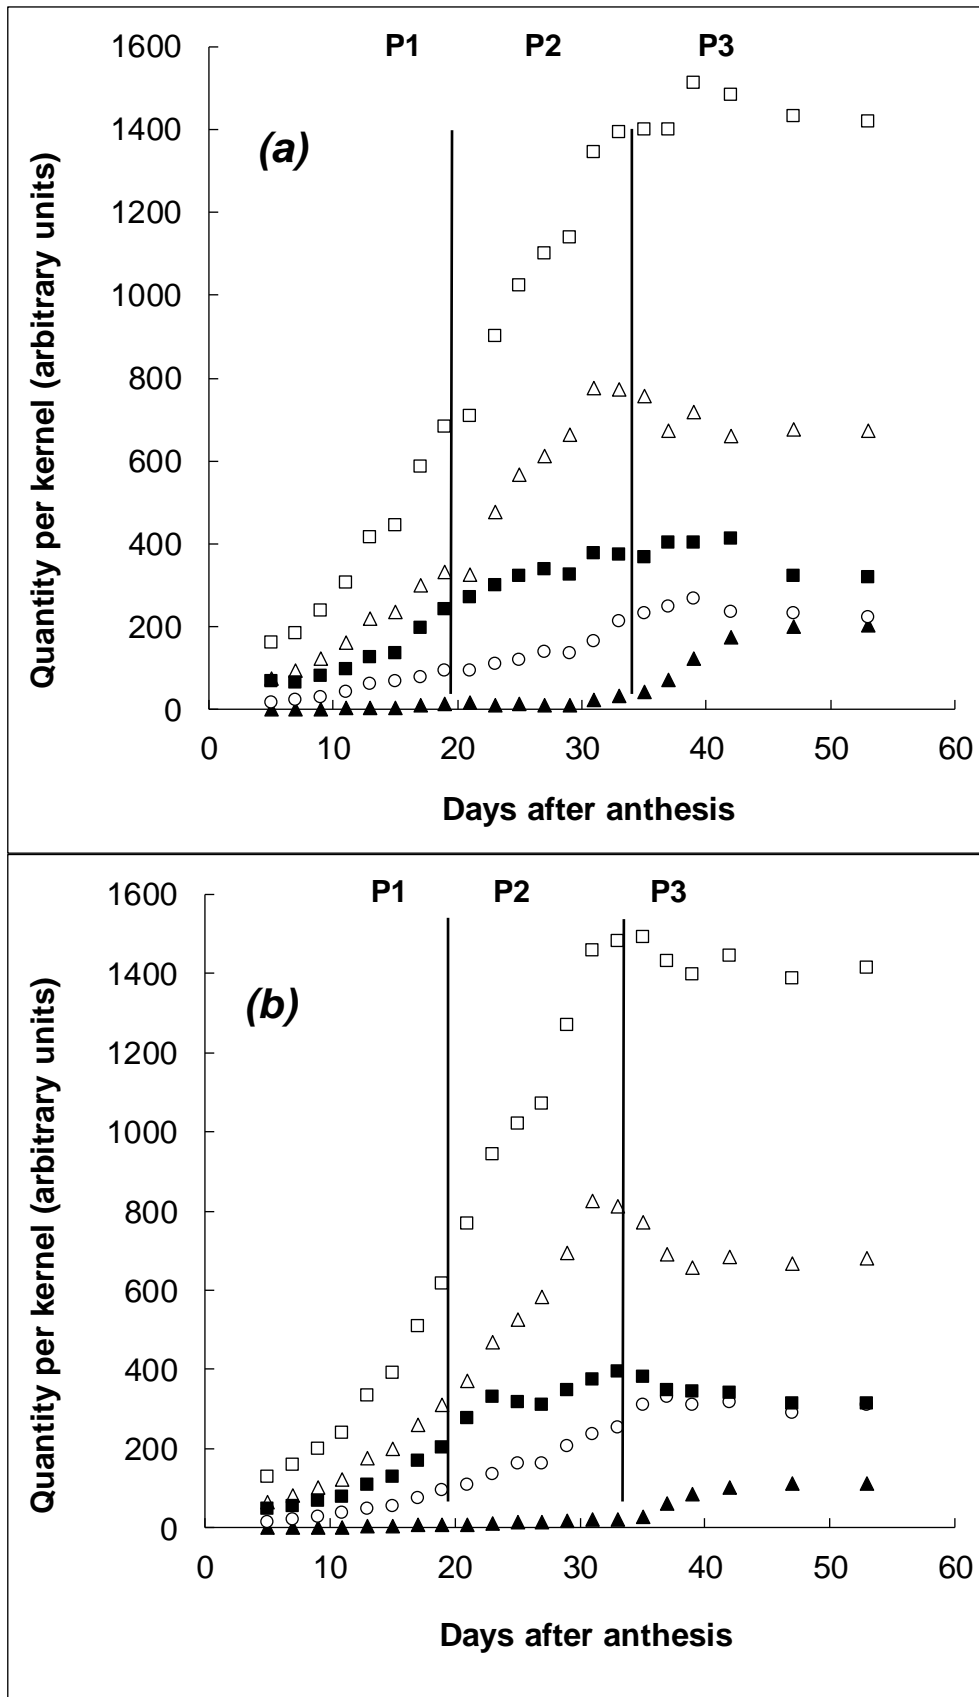 P1 P2 P3
1600
1400
1200
1000
800
600
400
200
0
(a)
Quantity per kernel (arbitrary units)
0 10 20 30 40 50 60
Days after anthesis
P1 P2 P3
1600
1400
1200
1000
800
600
400
200
0
(b)
Quantity per kernel (arbitrary units)
0 10 20 30 40 50 60
Days after anthesis